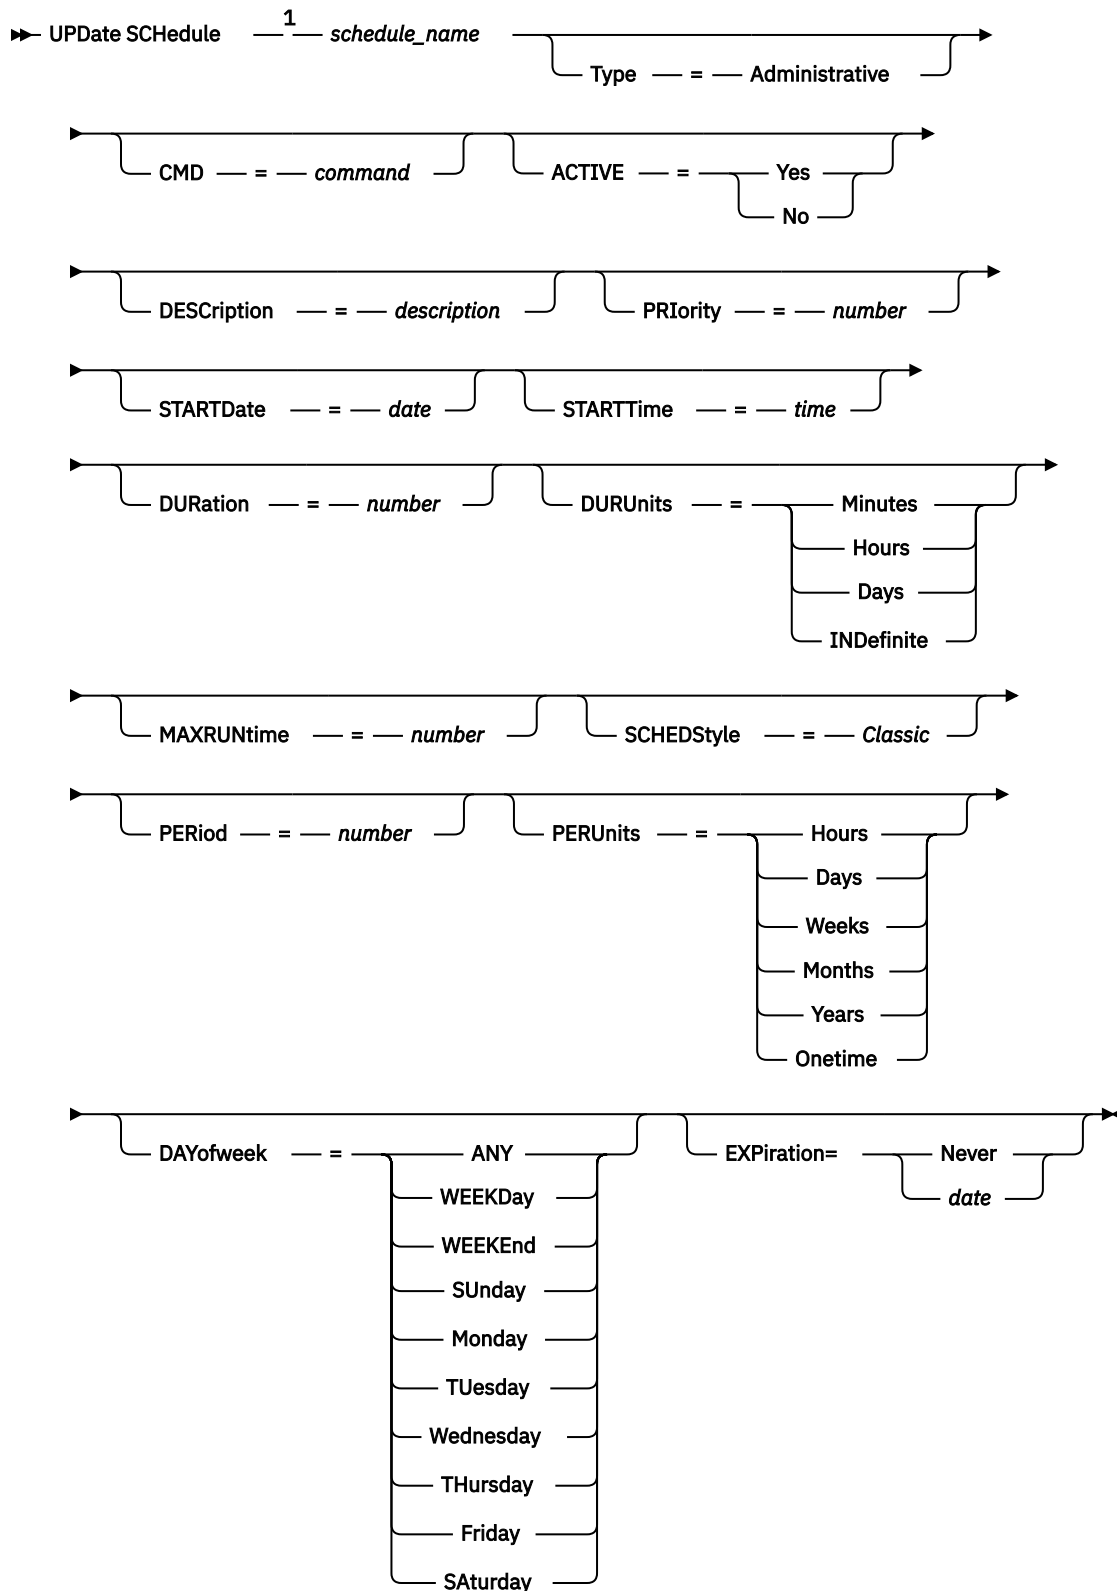 UPDate SCHedule 1 schedule_name
Type = Administrative
CMD = command ACTIVE = Yes
No
DESCription = description PRIority = number
STARTDate = date STARTTime = time
DURation = number DURUnits = Minutes
Hours
Days
INDefinite
MAXRUNtime = number SCHEDStyle = Classic
PERiod = number PERUnits = Hours
Days
Weeks
Months
Years
Onetime
DAYofweek = ANY EXPiration= Never
WEEKDay date
WEEKEnd
SUnday
Monday
TUesday
Wednesday
THursday
Friday
SAturday